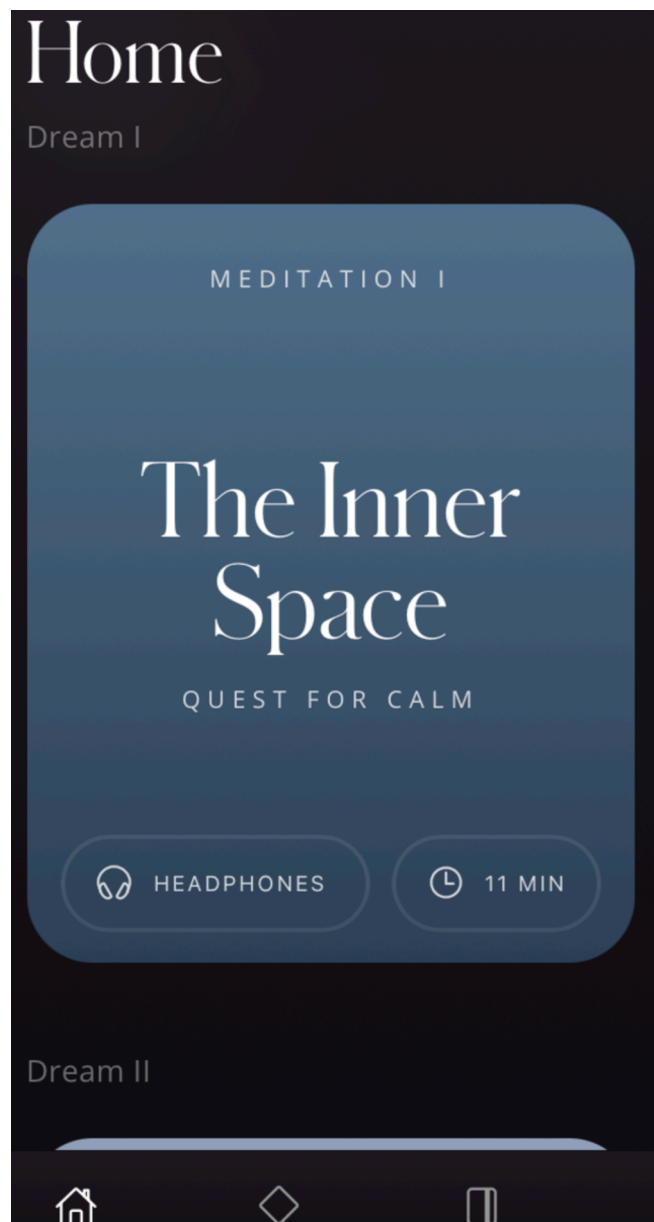 Home
Dream I
MEDITATION I
The Inner
Space
QUEST FOR CALM
HEADPHONES
11 MIN
Dream II